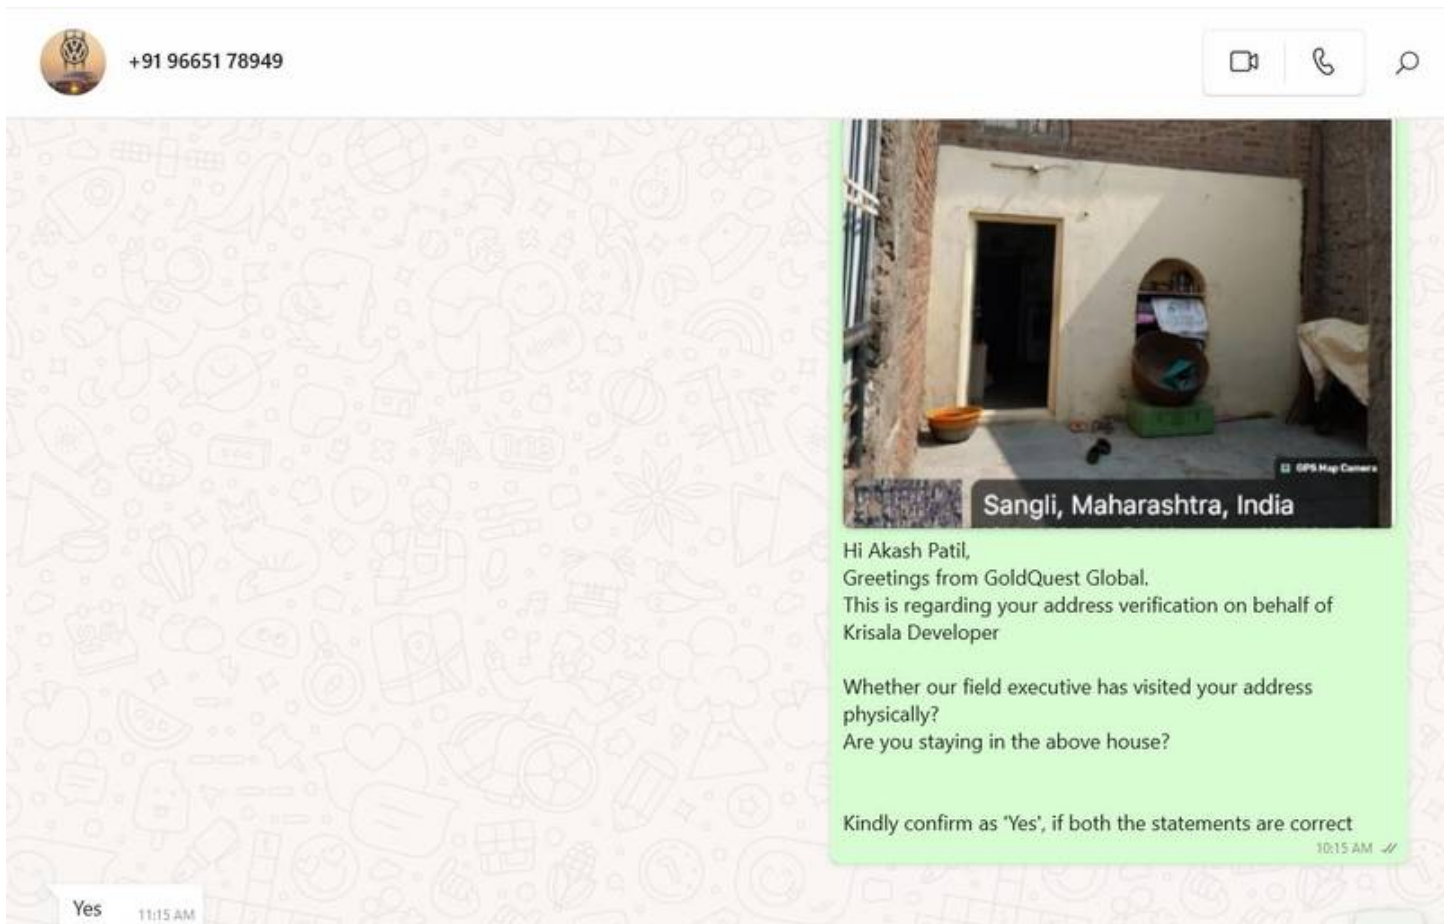 +91 96651 78949
GPS Map Camera
Sangli, Maharashtra, India
Hi Akash Patil,
Greetings from GoldQuest Global.
This is regarding your address verification on behalf of
Krisala Developer
Whether our field executive has visited your address
physically?
Are you staying in the above house?
Kindly confirm as 'Yes', if both the statements are correct
10:15 AM
Yes
11:15 AM